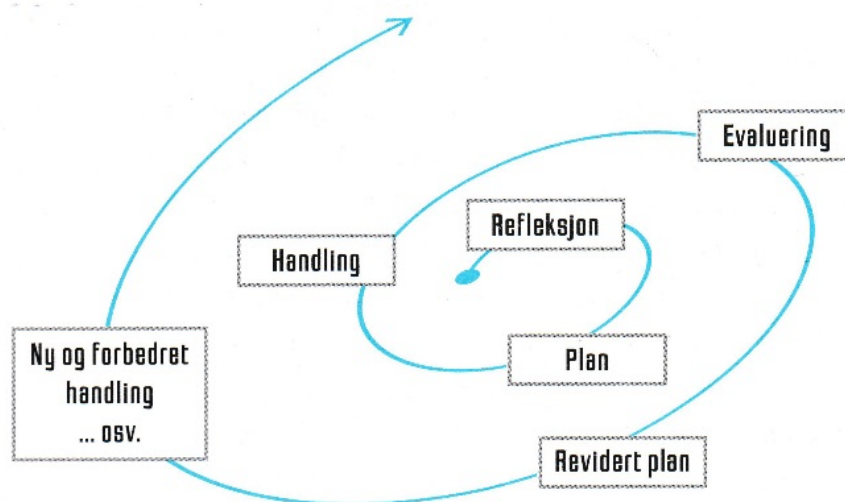 Evaluering
Refleksjon
Handling
Plan
Ny og forbedret
handling
... osv.
Revidert plan